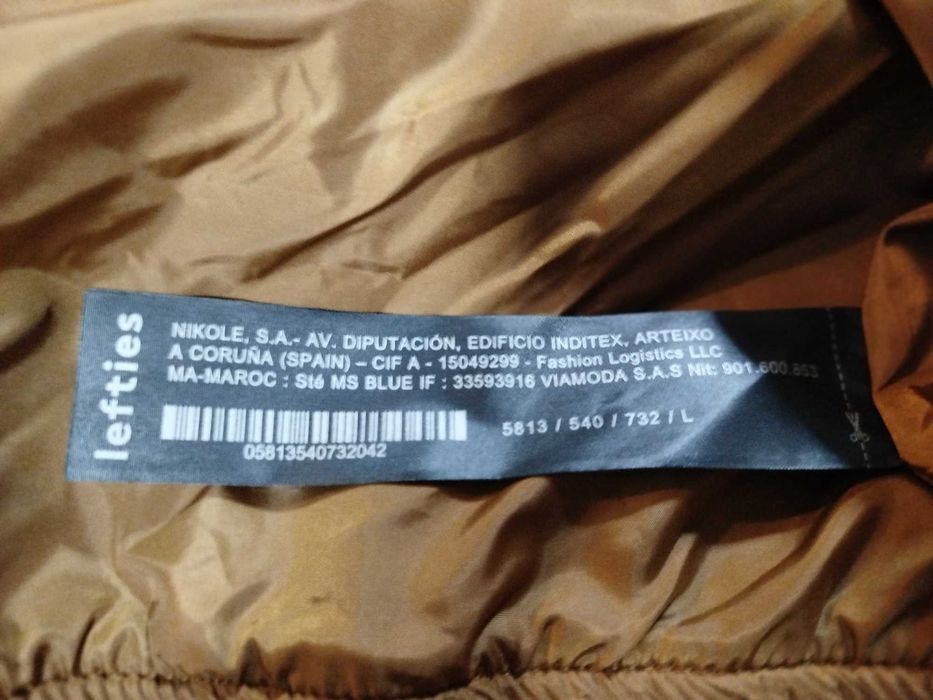 lefties
NIKOLE, S.A.- AV. DIPUTACIÓN, EDIFICIO INDITEX, ARTEIXO
A CORUÑA (SPAIN) – CIF A - 15049299 - Fashion Logistics LLC
MA-MAROC : Sté MS BLUE IF : 33593916 VIAMODA S.A.S Nit: 901.600.853
5813 / 540 / 732 / L
05813540732042